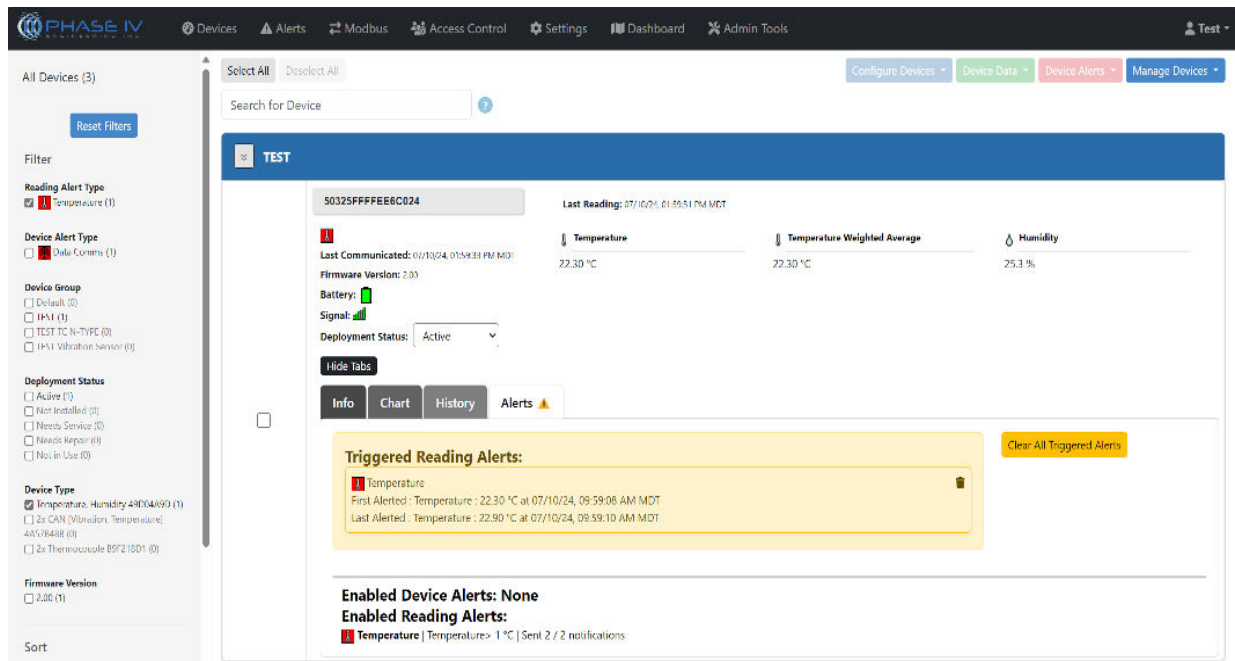 PHASE IV
ENGINEERING INC.
Devices Alerts Modbus Access Control Settings Dashboard Admin Tools Test
All Devices (3)
Reset Filters
Filter
Reading Alert Type
Temperature (1)
Device Alert Type
Data Comms (1)
Device Group
Default (0)
TEST (1)
TEST TC N-TYPE (0)
TEST Vibration Sensor (0)
Deployment Status
Active (1)
Not Installed (0)
Needs Service (0)
Needs Repair (0)
Not in Use (0)
Device Type
Temperature, Humidity 49D04A9D (1)
2x CAN [Vibration, Temperature]
4A57B48B (0)
2x Thermocouple B9F218D1 (0)
Firmware Version
2.00 (1)
Sort
Select All Deselect All
Configure Devices Device Data Device Alerts Manage Devices
Search for Device ?
TEST
50325FFFFEE6C024
Last Reading: 07/10/24, 01:59:51 PM MDT
Last Communicated: 07/10/24, 01:59:33 PM MDT
Firmware Version: 2.00
Battery:
Signal:
Deployment Status: Active
Temperature Temperature Weighted Average Humidity
22.30 °C 22.30 °C 25.3 %
Hide Tabs
Info Chart History Alerts
Triggered Reading Alerts:
Temperature
First Alerted : Temperature : 22.30 °C at 07/10/24, 09:59:06 AM MDT
Last Alerted : Temperature : 22.90 °C at 07/10/24, 09:59:10 AM MDT
Clear All Triggered Alerts
Enabled Device Alerts: None
Enabled Reading Alerts:
Temperature | Temperature> 1 °C | Sent 2 / 2 notifications